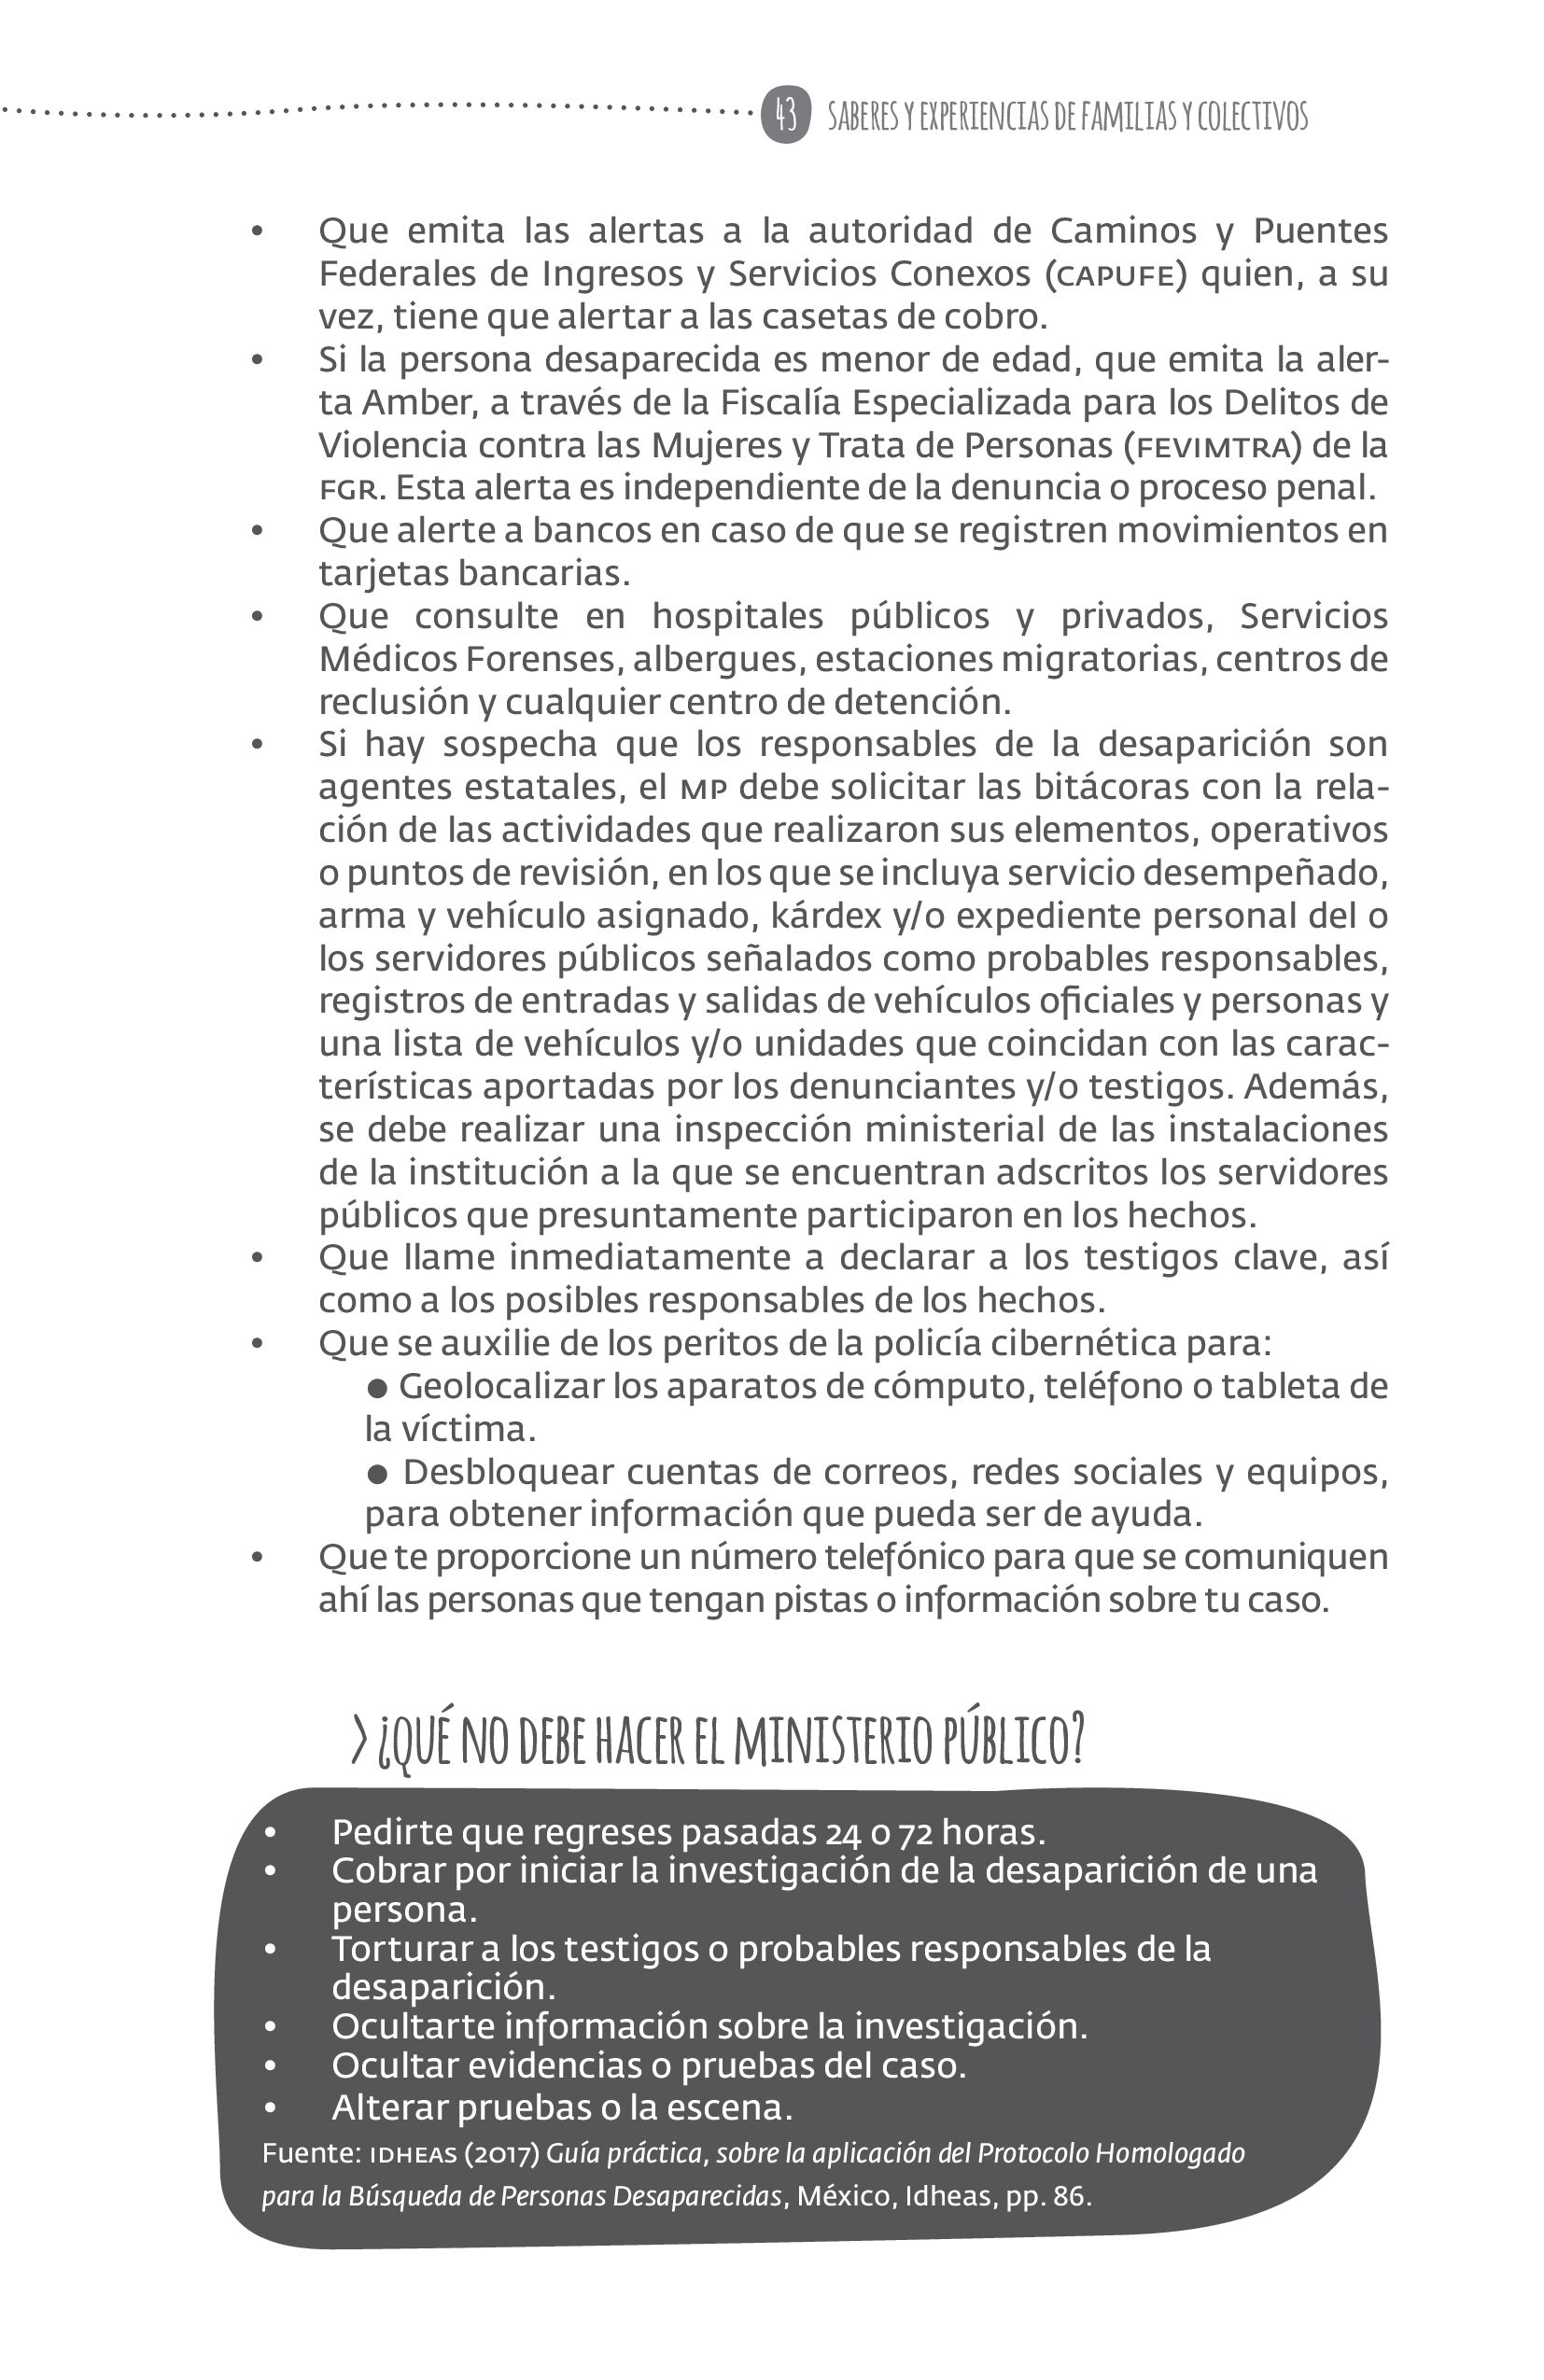 43 SABERES Y EXPERIENCIAS DE FAMILIAS Y COLECTIVOS
• Que emita las alertas a la autoridad de Caminos y Puentes
Federales de Ingresos y Servicios Conexos (CAPUFE) quien, a su
vez, tiene que alertar a las casetas de cobro.
• Si la persona desaparecida es menor de edad, que emita la aler-
ta Amber, a través de la Fiscalía Especializada para los Delitos de
Violencia contra las Mujeres y Trata de Personas (FEVIMTRA) de la
FGR. Esta alerta es independiente de la denuncia o proceso penal.
• Que alerte a bancos en caso de que se registren movimientos en
tarjetas bancarias.
• Que consulte en hospitales públicos y privados, Servicios
Médicos Forenses, albergues, estaciones migratorias, centros de
reclusión y cualquier centro de detención.
• Si hay sospecha que los responsables de la desaparición son
agentes estatales, el MP debe solicitar las bitácoras con la rela-
ción de las actividades que realizaron sus elementos, operativos
o puntos de revisión, en los que se incluya servicio desempeñado,
arma y vehículo asignado, kárdex y/o expediente personal del o
los servidores públicos señalados como probables responsables,
registros de entradas y salidas de vehículos oficiales y personas y
una lista de vehículos y/o unidades que coincidan con las carac-
terísticas aportadas por los denunciantes y/o testigos. Además,
se debe realizar una inspección ministerial de las instalaciones
de la institución a la que se encuentran adscritos los servidores
públicos que presuntamente participaron en los hechos.
• Que llame inmediatamente a declarar a los testigos clave, así
como a los posibles responsables de los hechos.
• Que se auxilie de los peritos de la policía cibernética para:
● Geolocalizar los aparatos de cómputo, teléfono o tableta de
la víctima.
● Desbloquear cuentas de correos, redes sociales y equipos,
para obtener información que pueda ser de ayuda.
• Que te proporcione un número telefónico para que se comuniquen
ahí las personas que tengan pistas o información sobre tu caso.
> ¿QUÉ NO DEBE HACER EL MINISTERIO PÚBLICO?
• Pedirte que regreses pasadas 24 o 72 horas.
• Cobrar por iniciar la investigación de la desaparición de una
persona.
• Torturar a los testigos o probables responsables de la
desaparición.
• Ocultarte información sobre la investigación.
• Ocultar evidencias o pruebas del caso.
• Alterar pruebas o la escena.
Fuente: IDHEAS (2017) Guía práctica, sobre la aplicación del Protocolo Homologado
para la Búsqueda de Personas Desaparecidas, México, Idheas, pp. 86.